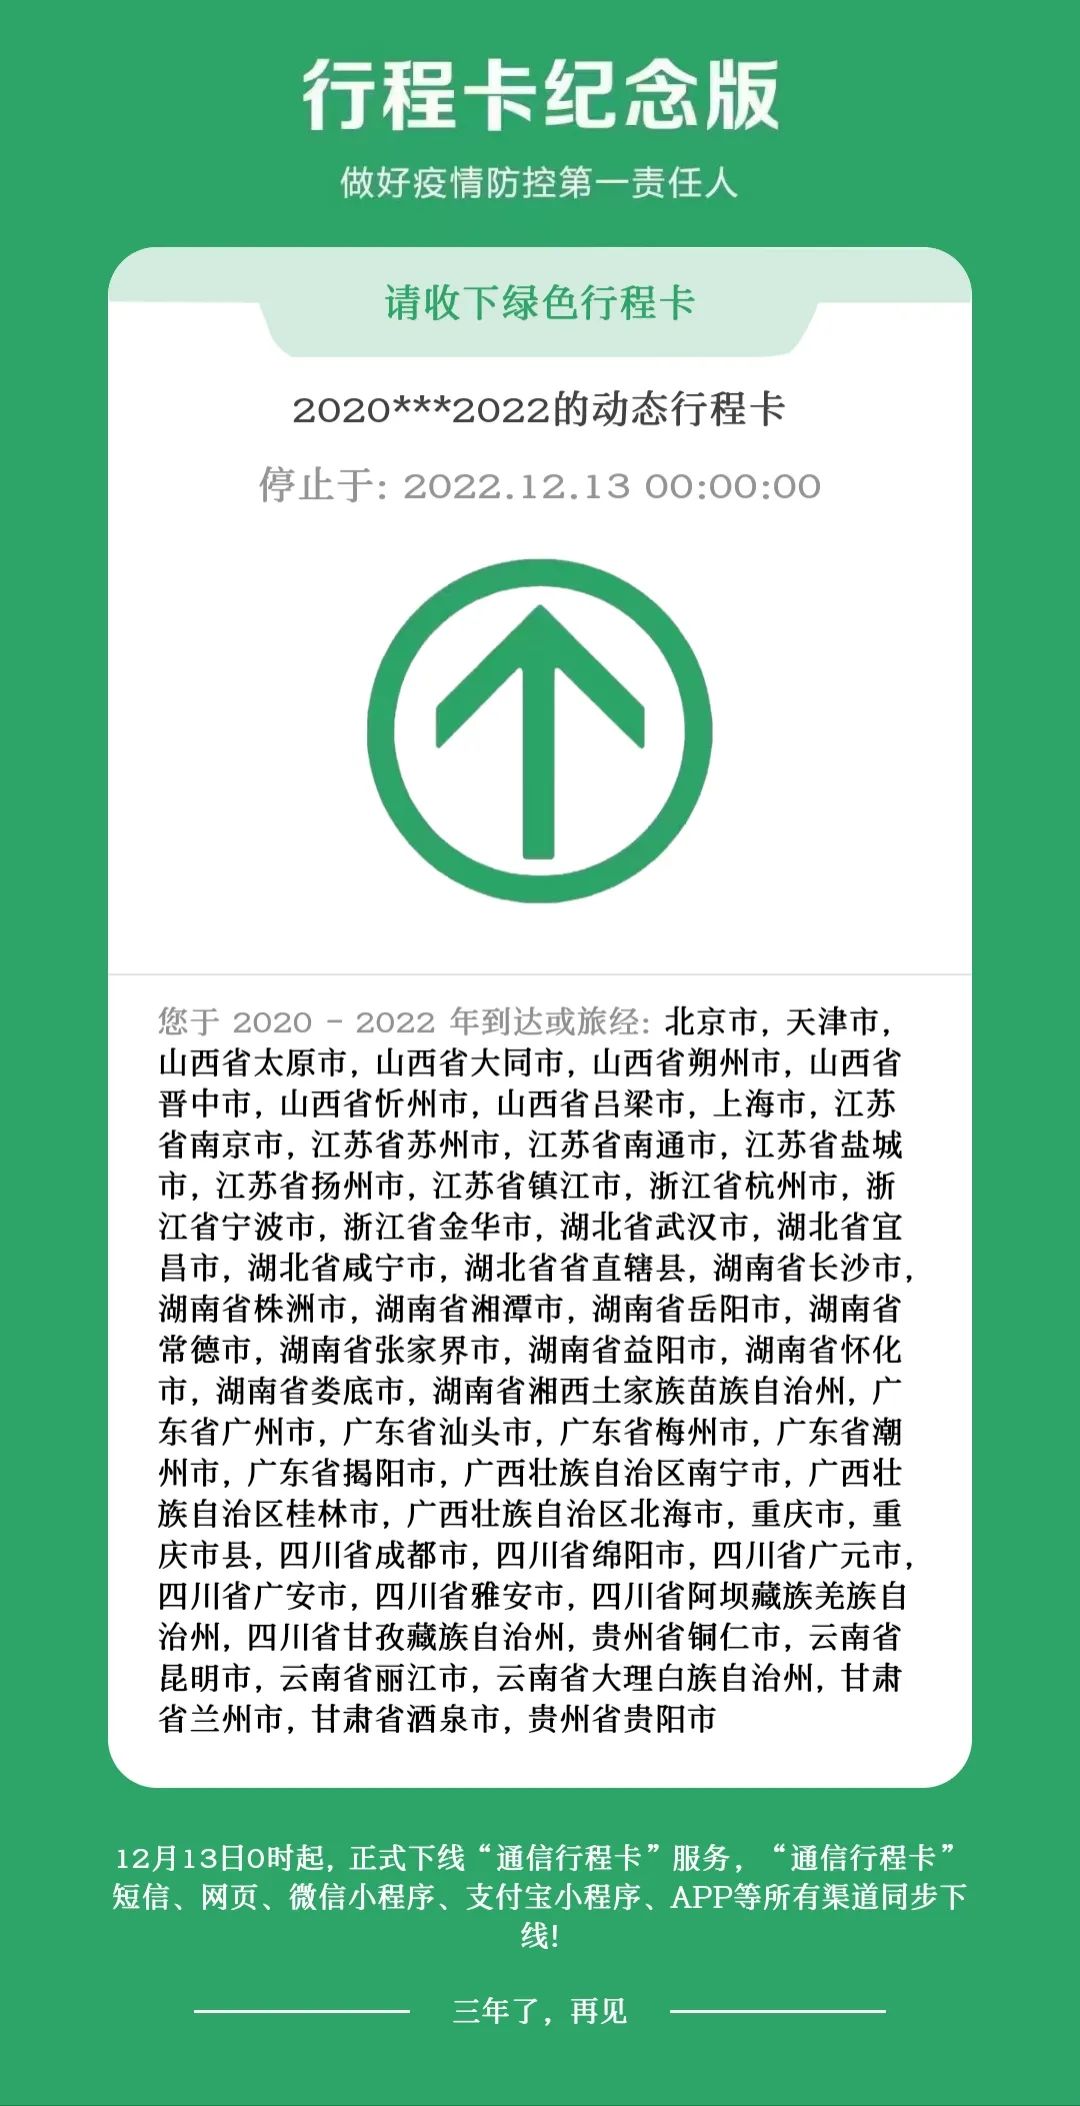 行程卡纪念版
做好疫情防控第一责任人
请收下绿色行程卡
2020***2022的动态行程卡
停止于: 2022.12.13 00:00:00
您于 2020 - 2022 年到达或旅经: 北京市, 天津市,
山西省太原市, 山西省大同市, 山西省朔州市, 山西省
晋中市, 山西省忻州市, 山西省吕梁市, 上海市, 江苏
省南京市, 江苏省苏州市, 江苏省南通市, 江苏省盐城
市, 江苏省扬州市, 江苏省镇江市, 浙江省杭州市, 浙
江省宁波市, 浙江省金华市, 湖北省武汉市, 湖北省宜
昌市, 湖北省咸宁市, 湖北省省直辖县, 湖南省长沙市,
湖南省株洲市, 湖南省湘潭市, 湖南省岳阳市, 湖南省
常德市, 湖南省张家界市, 湖南省益阳市, 湖南省怀化
市, 湖南省娄底市, 湖南省湘西土家族苗族自治州, 广
东省广州市, 广东省汕头市, 广东省梅州市, 广东省潮
州市, 广东省揭阳市, 广西壮族自治区南宁市, 广西壮
族自治区桂林市, 广西壮族自治区北海市, 重庆市, 重
庆市县, 四川省成都市, 四川省绵阳市, 四川省广元市,
四川省广安市, 四川省雅安市, 四川省阿坝藏族羌族自
治州, 四川省甘孜藏族自治州, 贵州省铜仁市, 云南省
昆明市, 云南省丽江市, 云南省大理白族自治州, 甘肃
省兰州市, 甘肃省酒泉市, 贵州省贵阳市
12月13日0时起, 正式下线“通信行程卡”服务, “通信行程卡”
短信、网页、微信小程序、支付宝小程序、APP等所有渠道同步下
线!
三年了, 再见